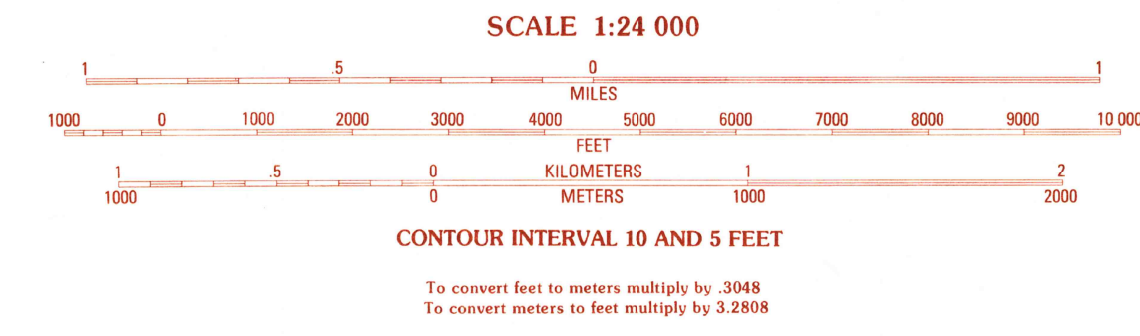 SCALE 1:24 000
1 .5 0 1
MILES
1000 0 1000 2000 3000 4000 5000 6000 7000 8000 9000 10 000
FEET
1 .5 0 KILOMETERS 1 2
1000 0 METERS 1000 2000
CONTOUR INTERVAL 10 AND 5 FEET
To convert feet to meters multiply by .3048
To convert meters to feet multiply by 3.2808